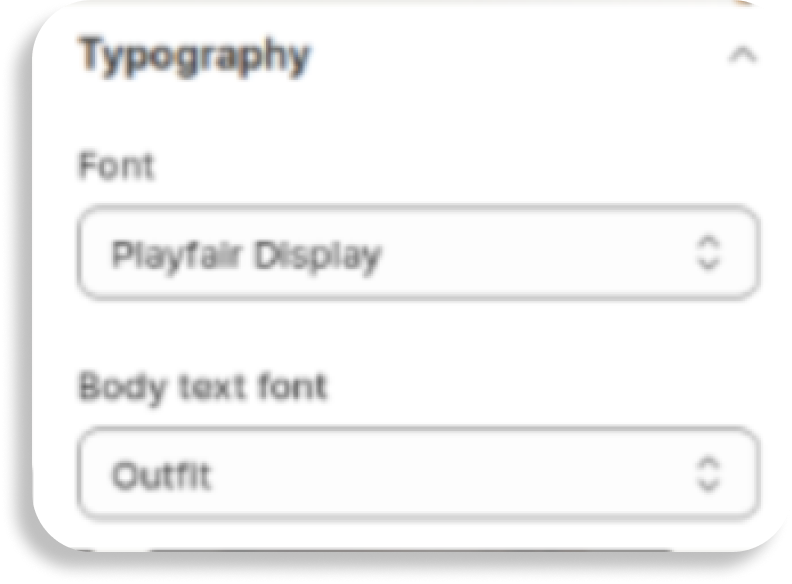 Typography
Font
Playfair Display
Body text font
Outfit